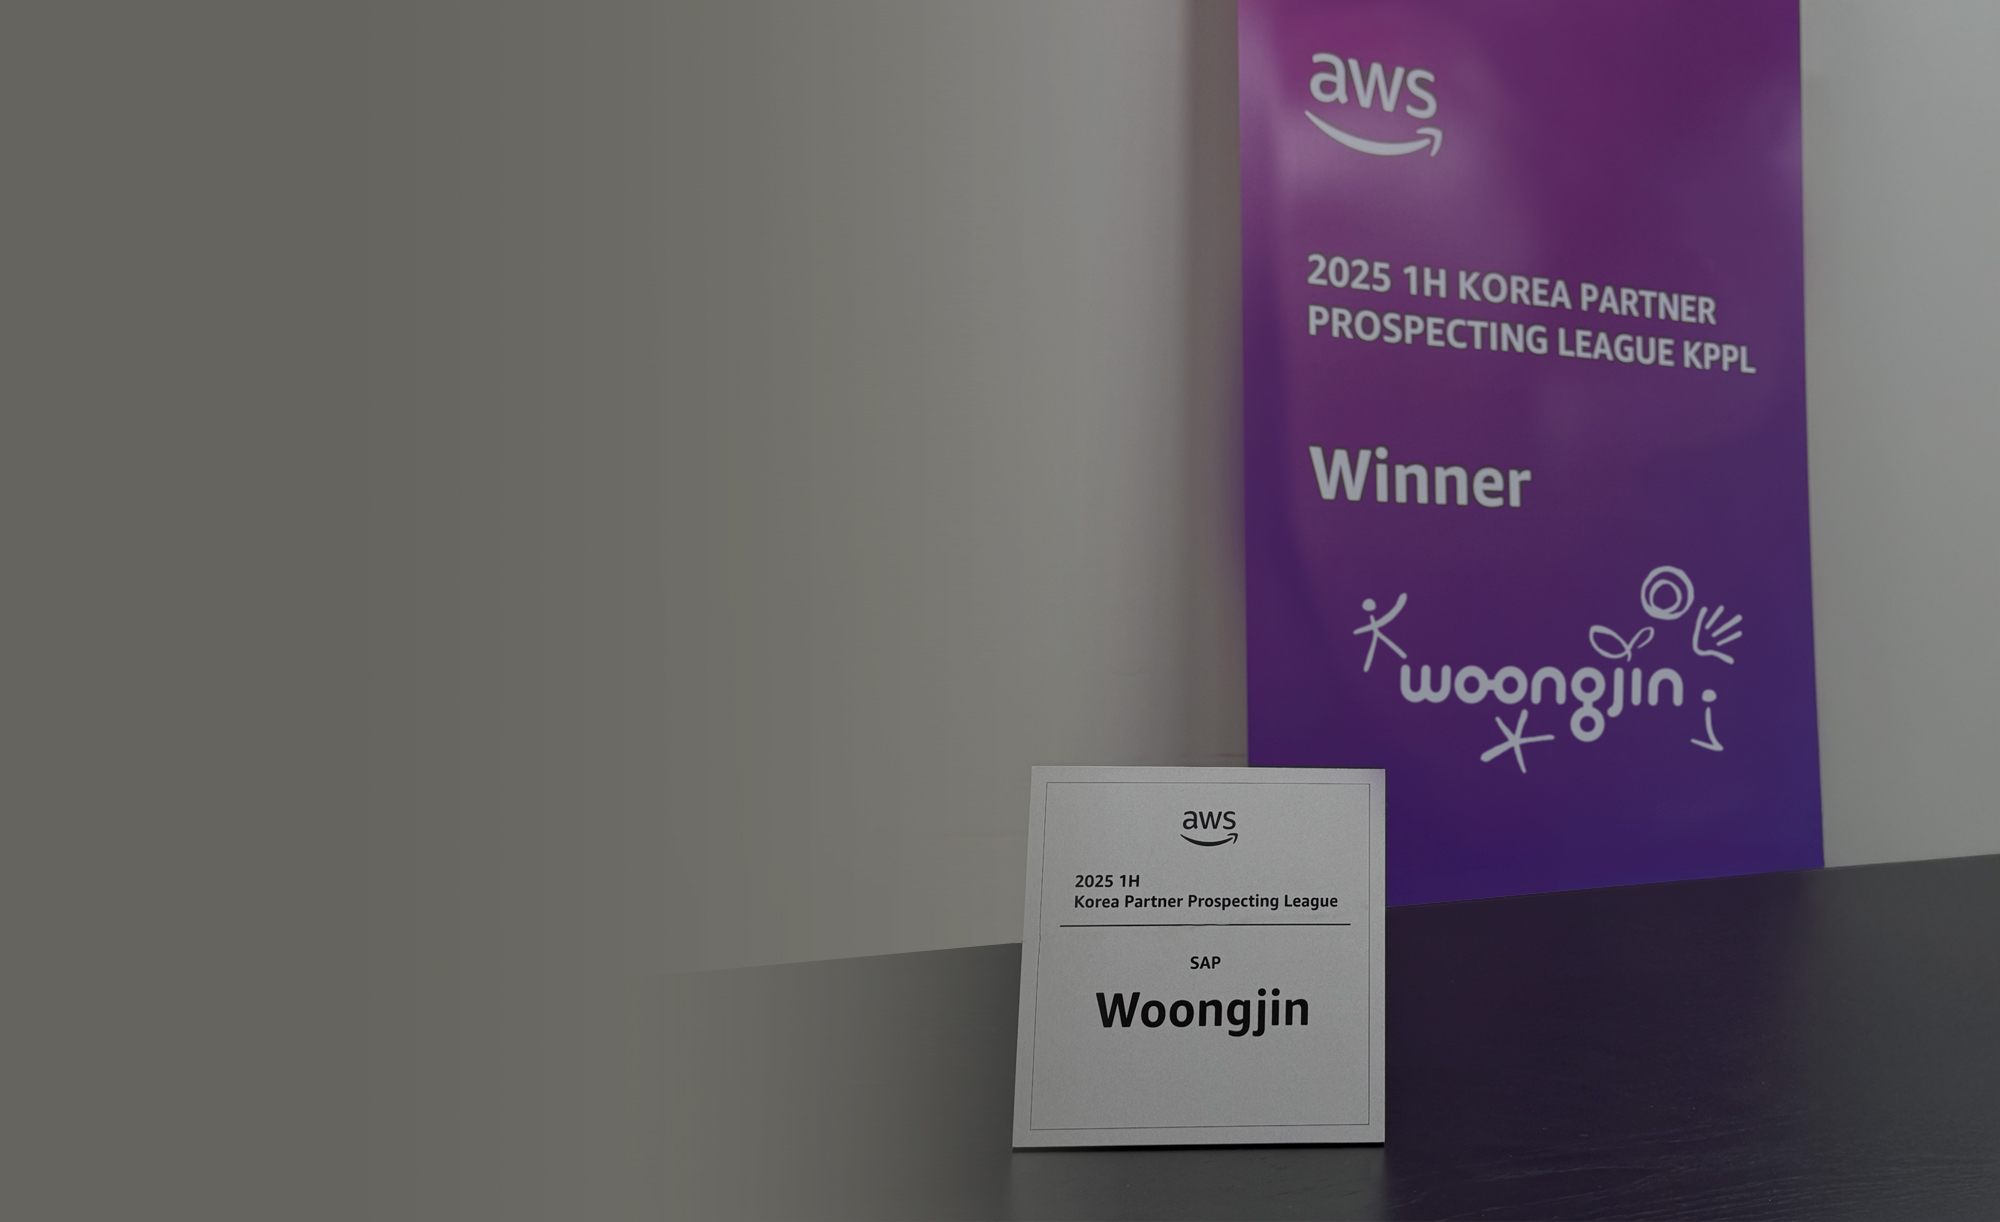 aws
2025 1H KOREA PARTNER
PROSPECTING LEAGUE KPPL
Winner
woongjin
aws
2025 1H
Korea Partner Prospecting League
SAP
Woongjin